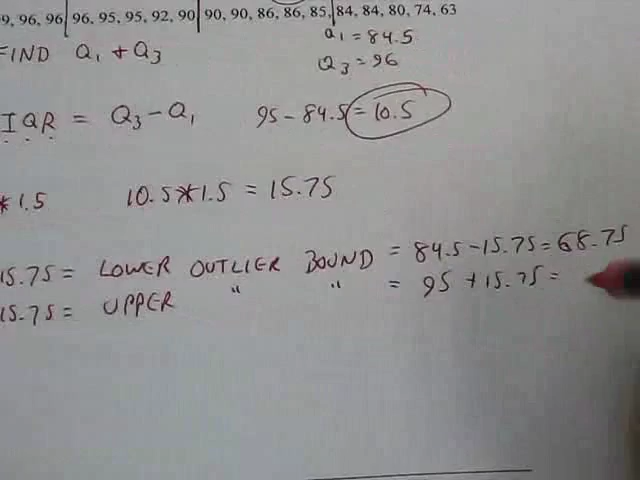 9, 96, 96 96, 95, 95, 92, 90 90, 90, 86, 86, 85, 84, 84, 80, 74, 63
FIND Q1 + Q3
Q1 = 84.5
Q3 = 96
IQR = Q3 - Q1 95 - 84.5 = 10.5
* 1.5 10.5 * 1.5 = 15.75
15.75 = LOWER OUTLIER BOUND = 84.5 - 15.75 = 68.75
15.75 = UPPER " " = 95 + 15.75 =